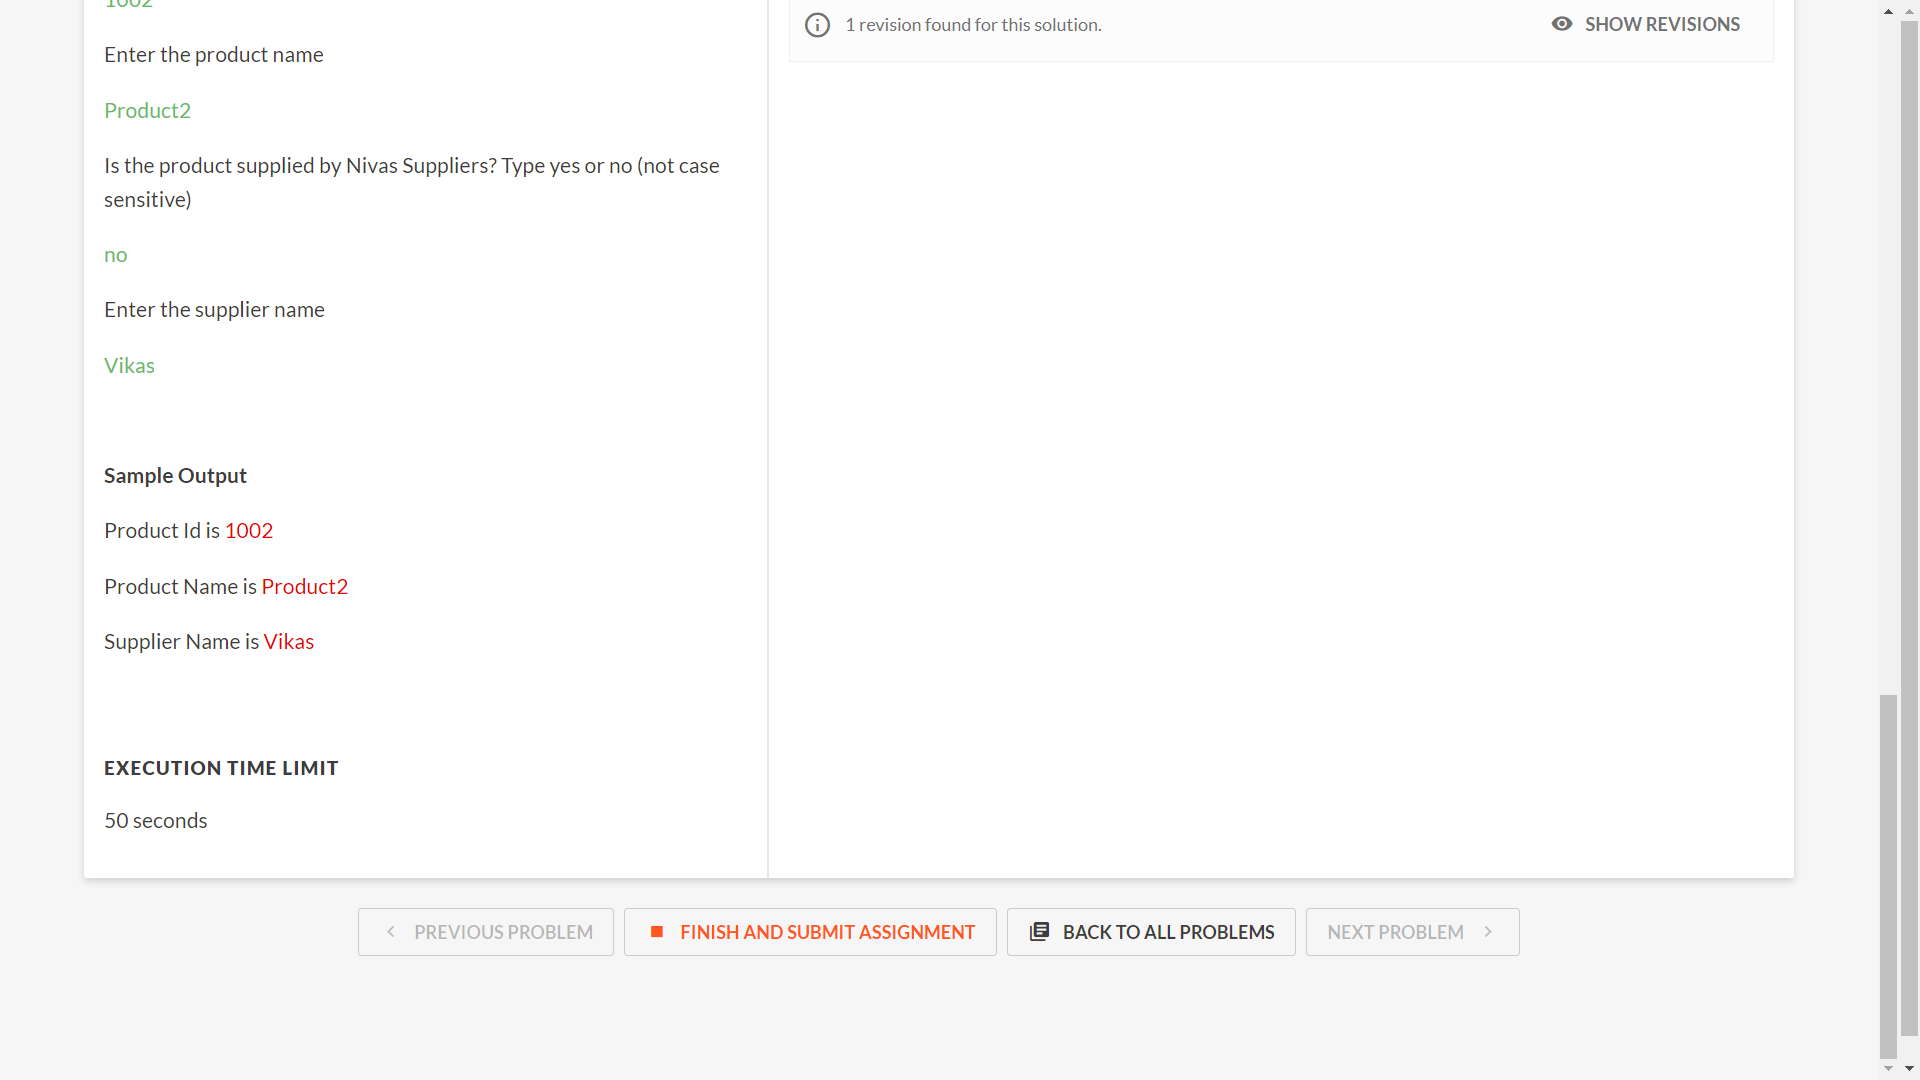 1002
1 revision found for this solution.
SHOW REVISIONS
Enter the product name
Product2
Is the product supplied by Nivas Suppliers? Type yes or no (not case
sensitive)
no
Enter the supplier name
Vikas
Sample Output
Product Id is 1002
Product Name is Product2
Supplier Name is Vikas
EXECUTION TIME LIMIT
50 seconds
PREVIOUS PROBLEM
FINISH AND SUBMIT ASSIGNMENT
BACK TO ALL PROBLEMS
NEXT PROBLEM